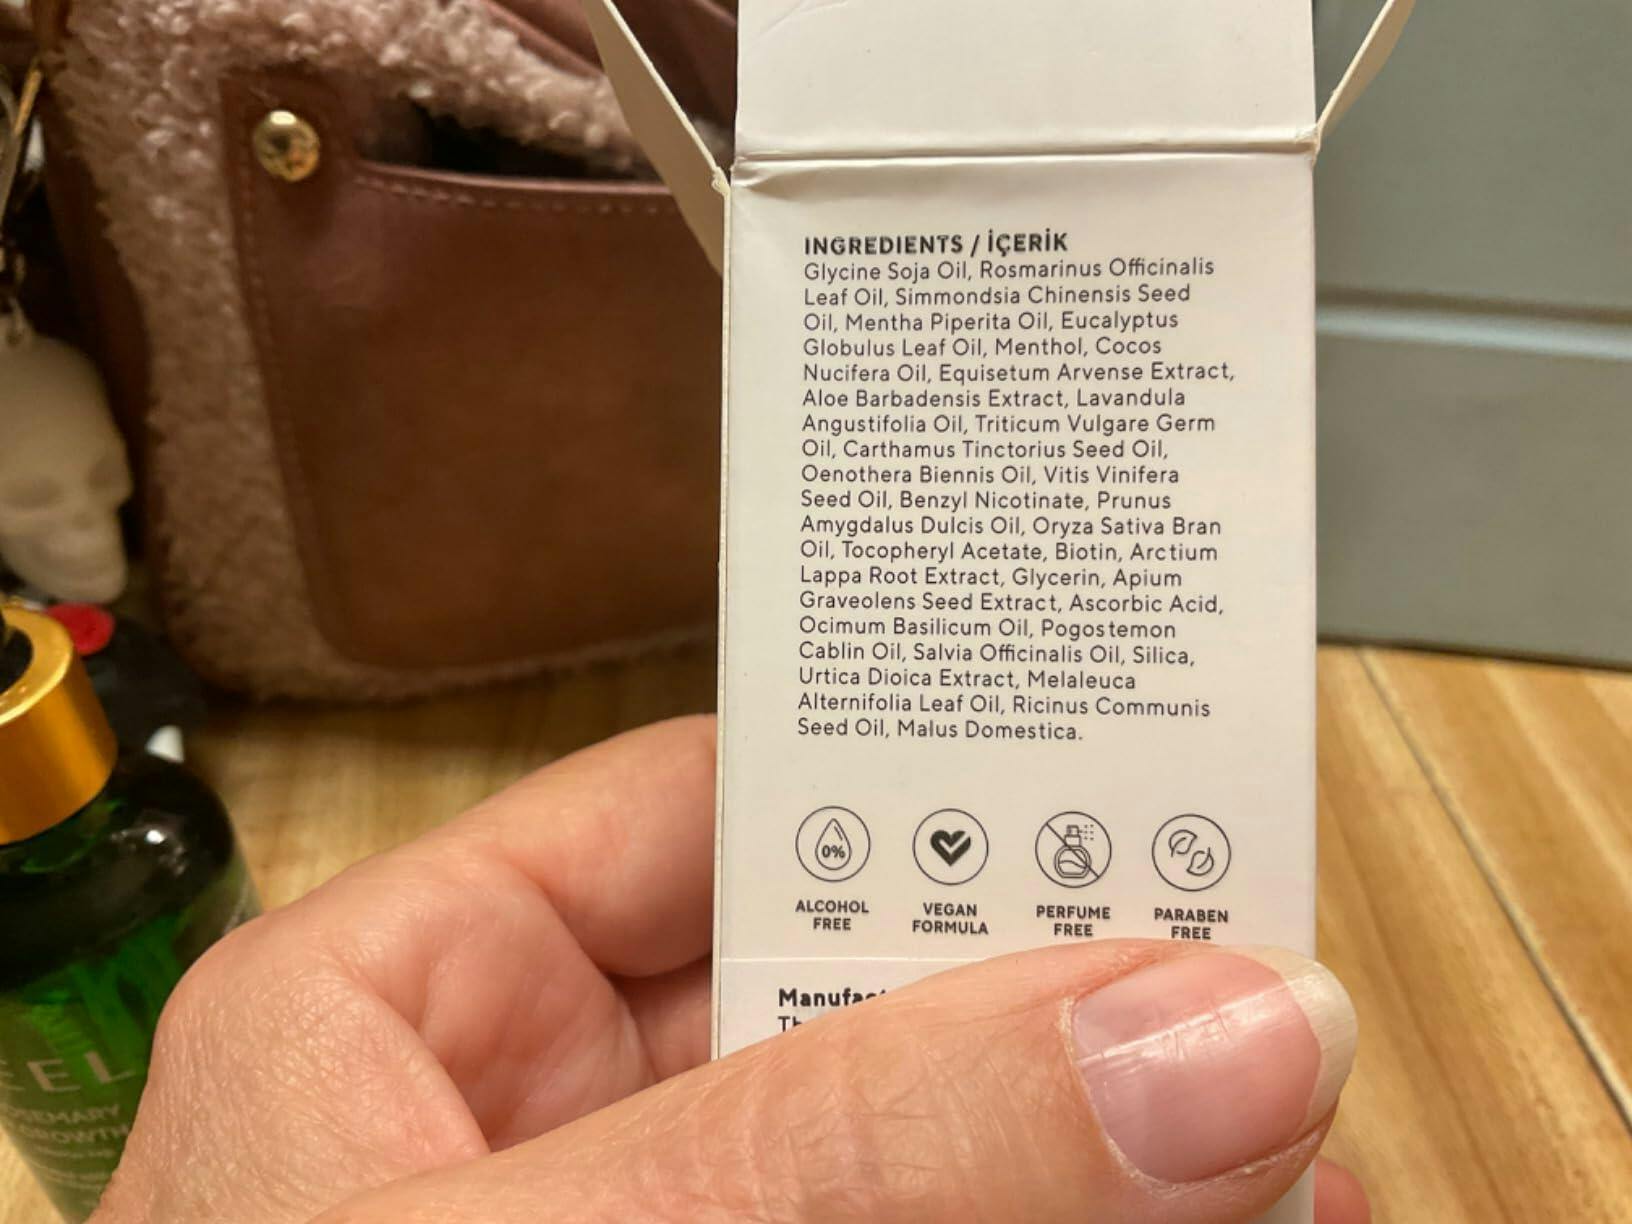 INGREDIENTS / İÇERİK
Glycine Soja Oil, Rosmarinus Officinalis
Leaf Oil, Simmondsia Chinensis Seed
Oil, Mentha Piperita Oil, Eucalyptus
Globulus Leaf Oil, Menthol, Cocos
Nucifera Oil, Equisetum Arvense Extract,
Aloe Barbadensis Extract, Lavandula
Angustifolia Oil, Triticum Vulgare Germ
Oil, Carthamus Tinctorius Seed Oil,
Oenothera Biennis Oil, Vitis Vinifera
Seed Oil, Benzyl Nicotinate, Prunus
Amygdalus Dulcis Oil, Oryza Sativa Bran
Oil, Tocopheryl Acetate, Biotin, Arctium
Lappa Root Extract, Glycerin, Apium
Graveolens Seed Extract, Ascorbic Acid,
Ocimum Basilicum Oil, Pogostemon
Cablin Oil, Salvia Officinalis Oil, Silica,
Urtica Dioica Extract, Melaleuca
Alternifolia Leaf Oil, Ricinus Communis
Seed Oil, Malus Domestica.
0%
ALCOHOL
FREE
VEGAN
FORMULA
PERFUME
FREE
PARABEN
FREE